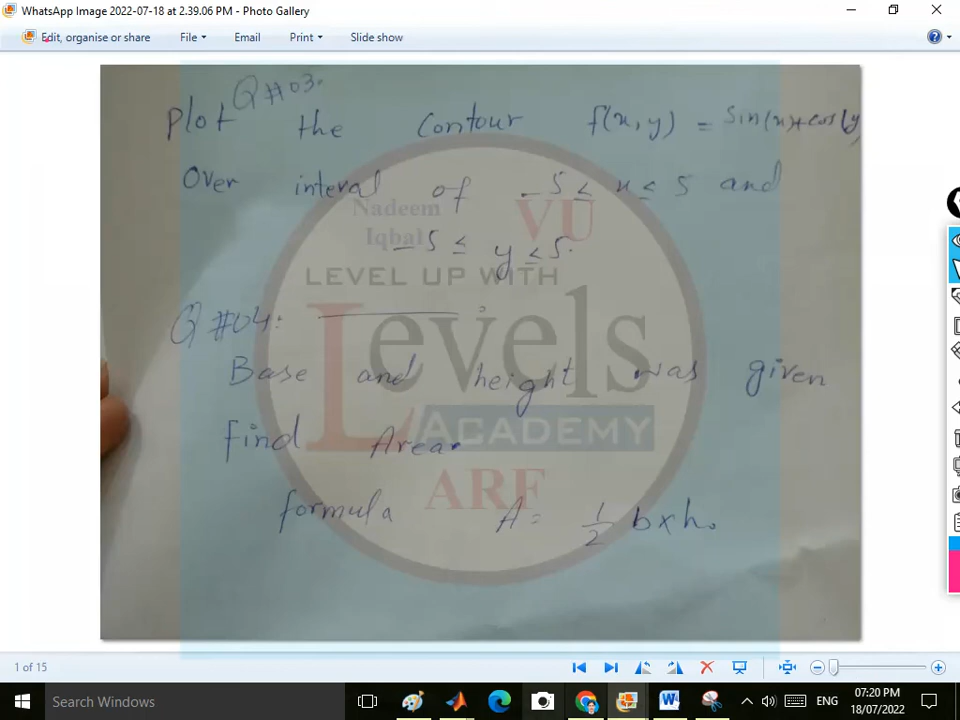 WhatsApp Image 2022-07-18 at 2.39.06 PM - Photo Gallery
Edit, organise or share File Email Print Slide show
Q#03.
Plot the Contour f(x,y) = Sin(x)+cos(y)
Over interval of -5 ≤ x ≤ 5 and
-5 ≤ y ≤ 5.
Nadeem
Iqbal
VU
LEVEL UP WITH
Levels
ACADEMY
ARF
Q#04:
Base and height was given
find Area.
formula A = 1/2 b x h.
1 of 15
Search Windows
ENG
07:20 PM
18/07/2022